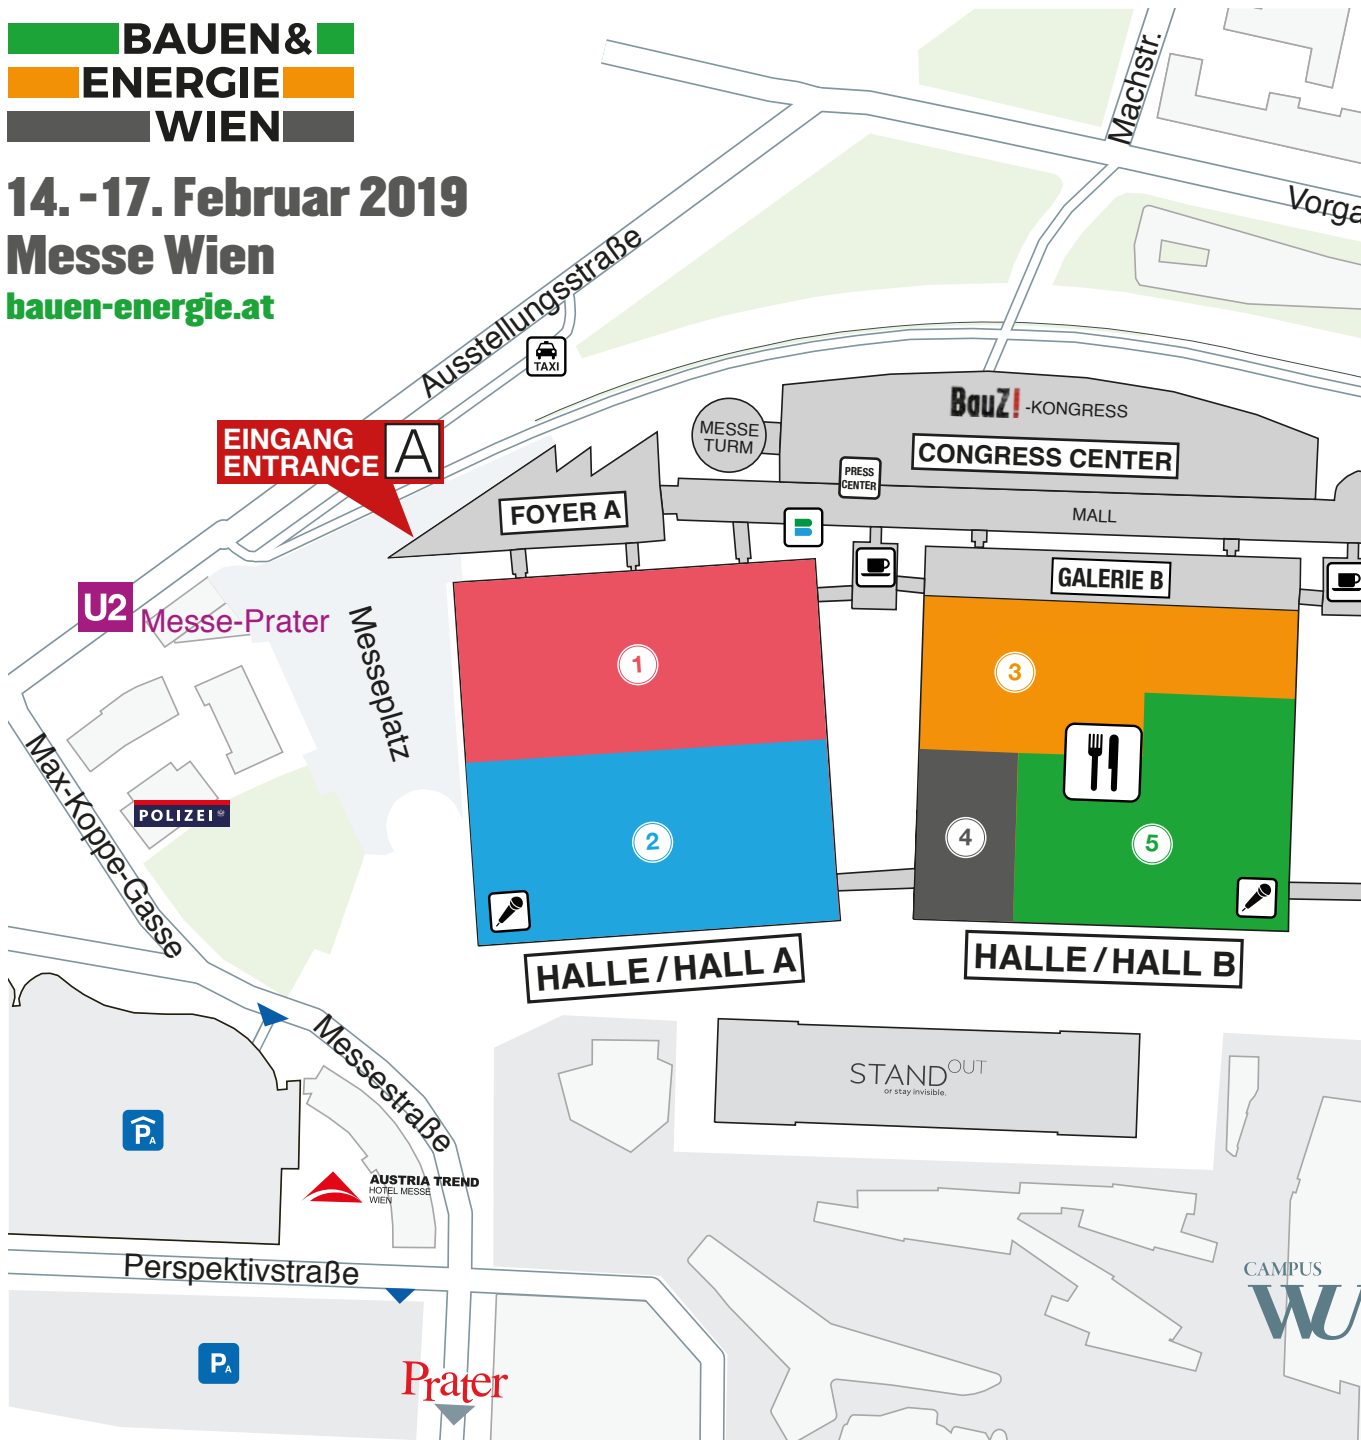 BAUEN&
ENERGIE
WIEN
14. - 17. Februar 2019
Messe Wien
bauen-energie.at
Machstr.
Vorga
Ausstellungsstraße
TAXI
EINGANG
ENTRANCE
A
MESSE
TURM
BauZ! -KONGRESS
CONGRESS CENTER
PRESS
CENTER
FOYER A
MALL
GALERIE B
U2 Messe-Prater
Messeplatz
1
2
3
4
5
Max-Koppe-Gasse
POLIZEI
HALLE / HALL A
HALLE / HALL B
Messestraße
STANDOUT
or stay invisible.
PA
AUSTRIA TREND
HOTEL MESSE
WIEN
Perspektivstraße
PA
Prater
CAMPUS
WU